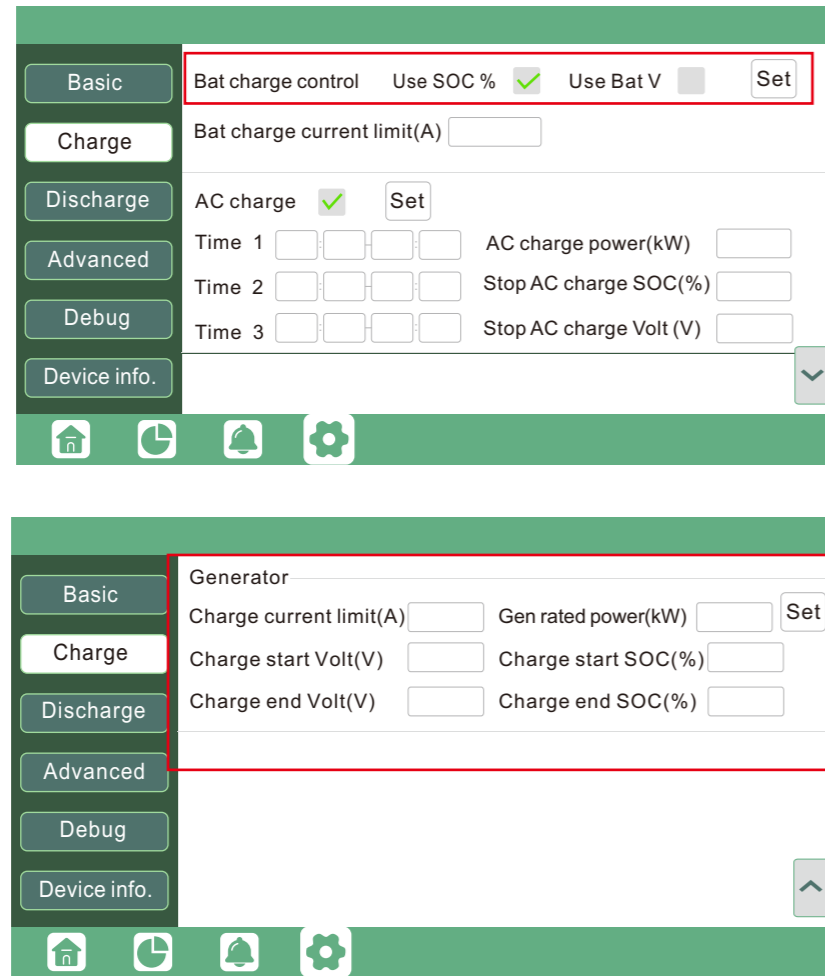 Basic
Charge
Discharge
Advanced
Debug
Device info.
Bat charge control Use SOC % Use Bat V Set
Bat charge current limit(A)
AC charge Set
Time 1 : - : AC charge power(kW)
Time 2 : - : Stop AC charge SOC(%)
Time 3 : - : Stop AC charge Volt (V)
Basic
Charge
Discharge
Advanced
Debug
Device info.
Generator
Charge current limit(A) Gen rated power(kW) Set
Charge start Volt(V) Charge start SOC(%)
Charge end Volt(V) Charge end SOC(%)